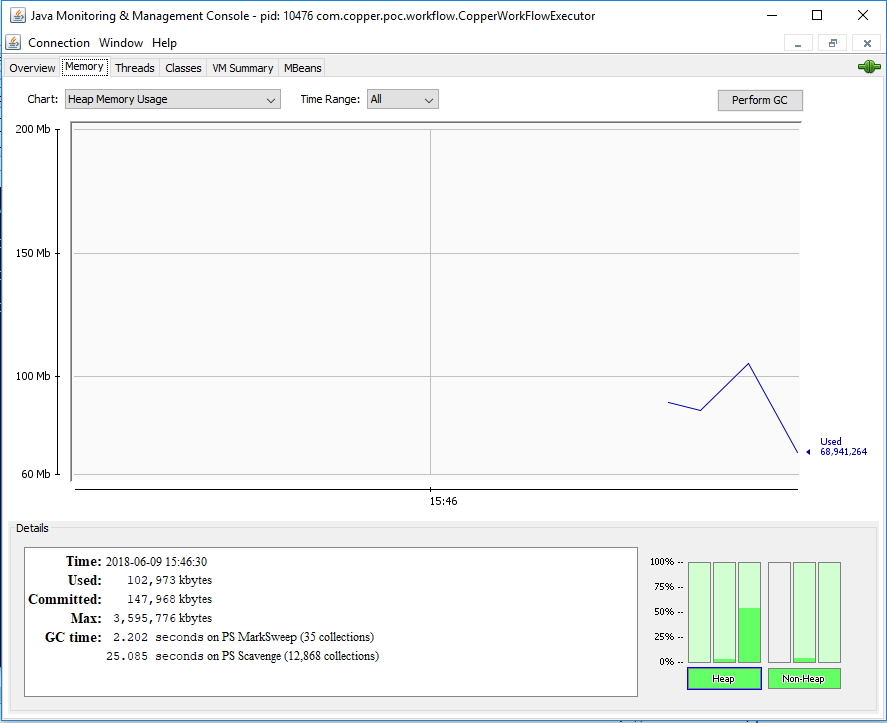 Java Monitoring & Management Console - pid: 10476 com.copper.poc.workflow.CopperWorkFlowExecutor
Connection Window Help
Overview Memory Threads Classes VM Summary MBeans
Chart: Heap Memory Usage Time Range: All Perform GC
200 Mb
150 Mb
100 Mb
60 Mb
Used
68,941,264
15:46
Details
Time: 2018-06-09 15:46:30
Used: 102,973 kbytes
Committed: 147,968 kbytes
Max: 3,595,776 kbytes
GC time: 2.202 seconds on PS MarkSweep (35 collections)
25.085 seconds on PS Scavenge (12,868 collections)
100% --
75% --
50% --
25% --
0% --
Heap Non-Heap